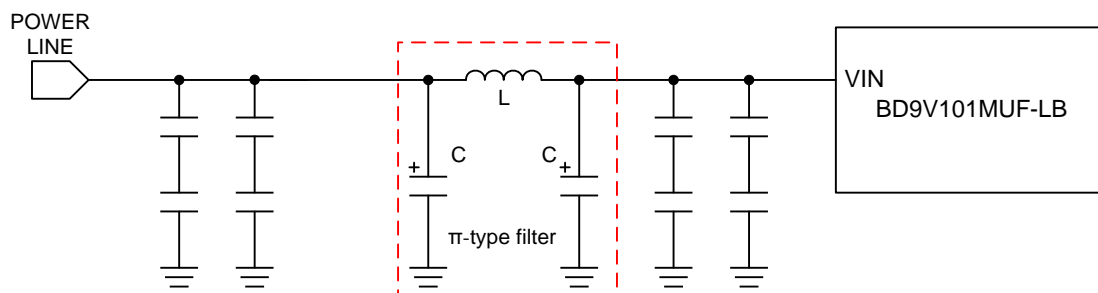 POWER
LINE
VIN
BD9V101MUF-LB
L
+
C
C
+
π-type filter